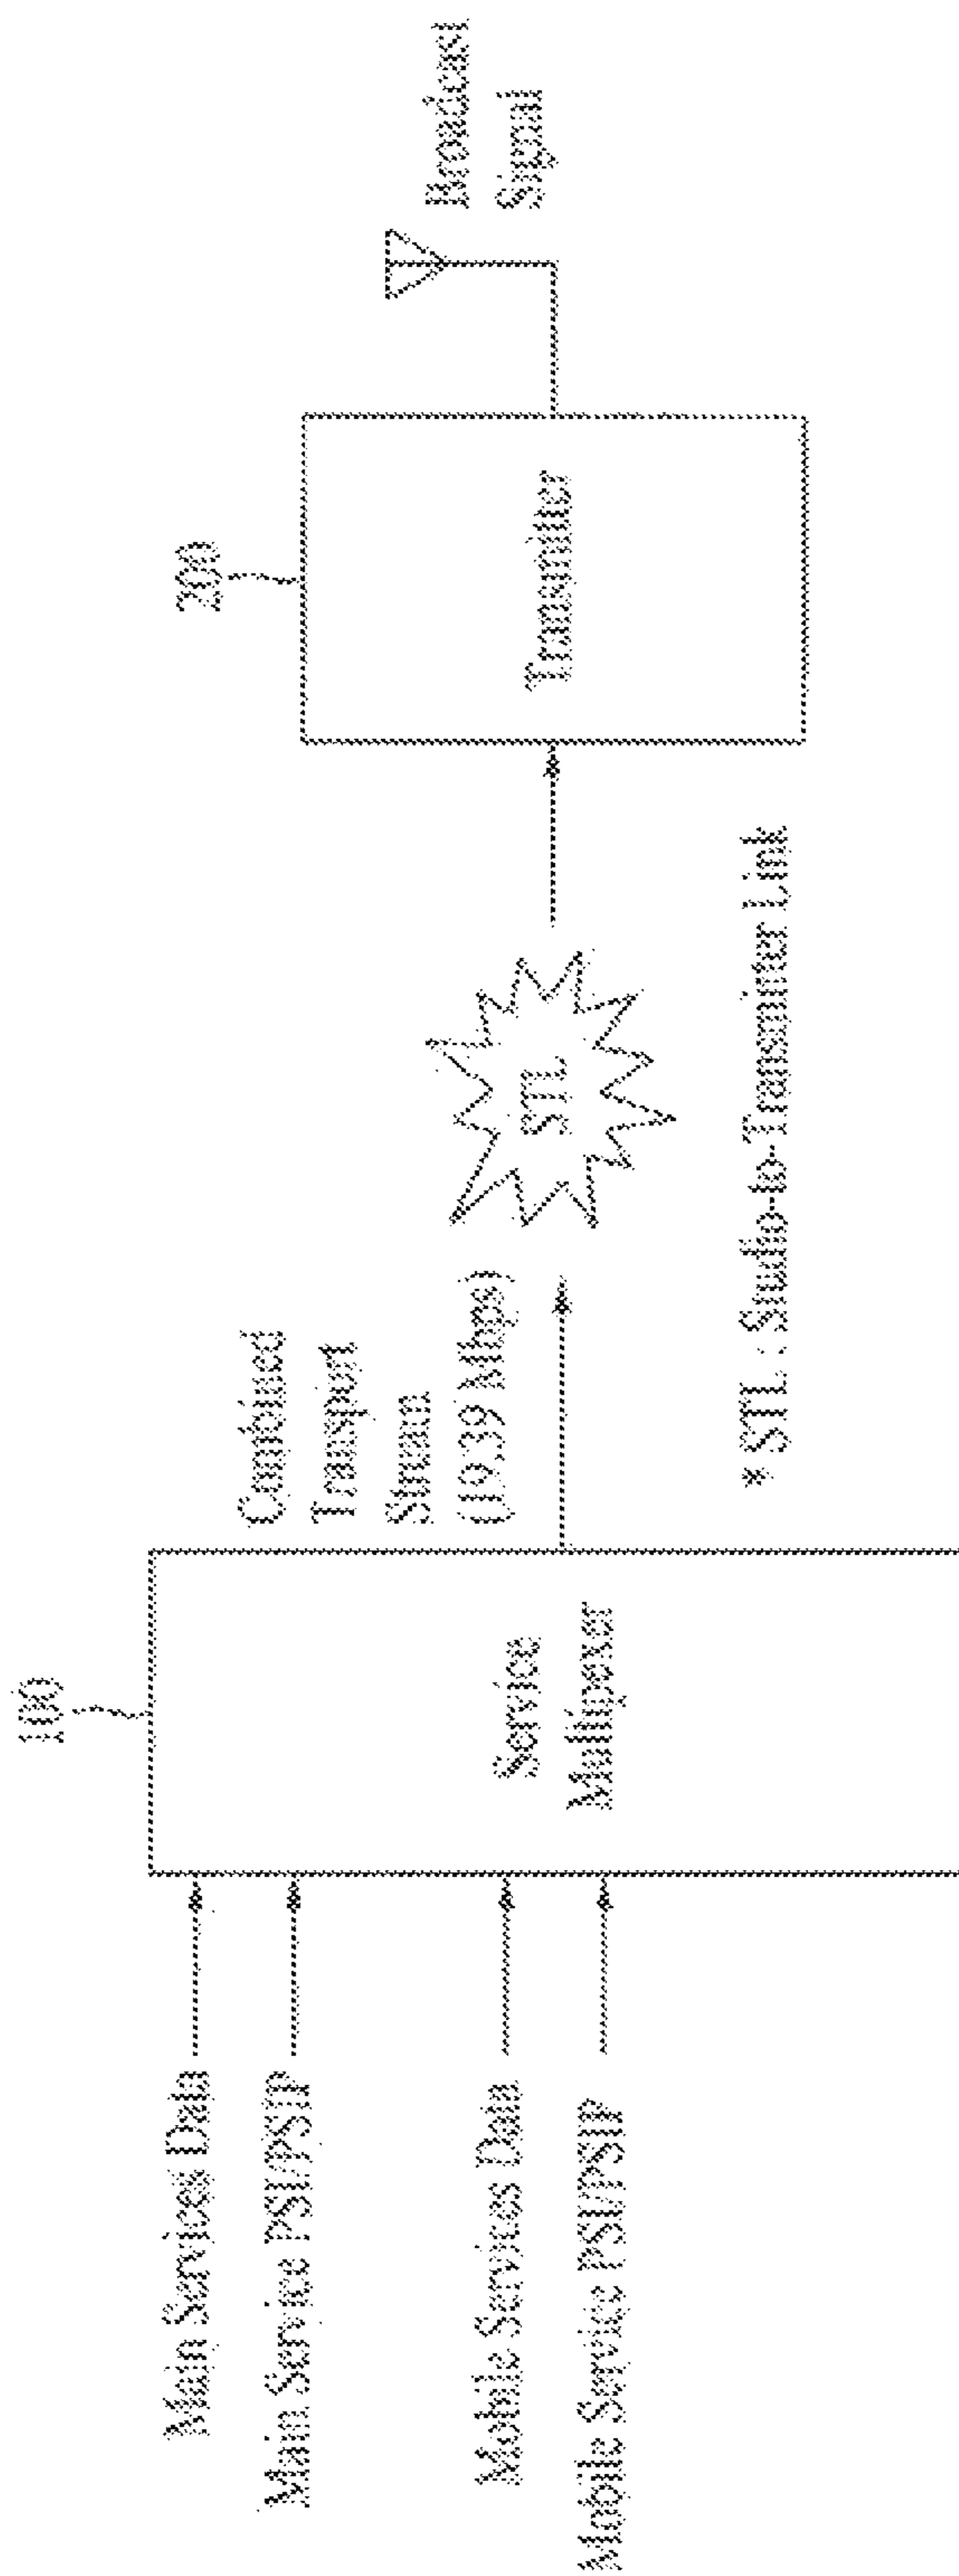 100
200
Main Services Data
Main Service PSI/PSIP
Mobile Services Data
Mobile Service PSI/PSIP
Service
Multipexer
Combined
Transport
Stream
(19.39 Mbps)
STL
Transmitter
Broadcast
Signal
* STL : Studio-to-Transmitter Link